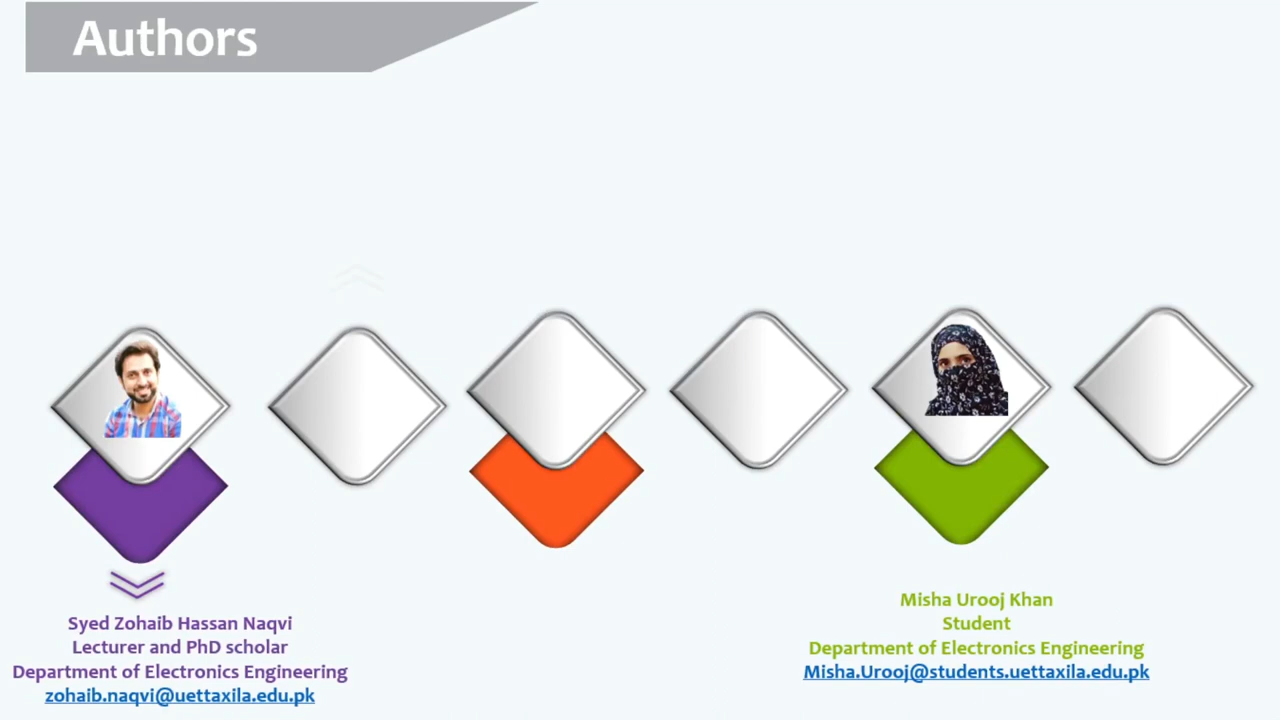 Authors
Syed Zohaib Hassan Naqvi
Lecturer and PhD scholar
Department of Electronics Engineering
zohaib.naqvi@uettaxila.edu.pk
Misha Urooj Khan
Student
Department of Electronics Engineering
Misha.Urooj@students.uettaxila.edu.pk